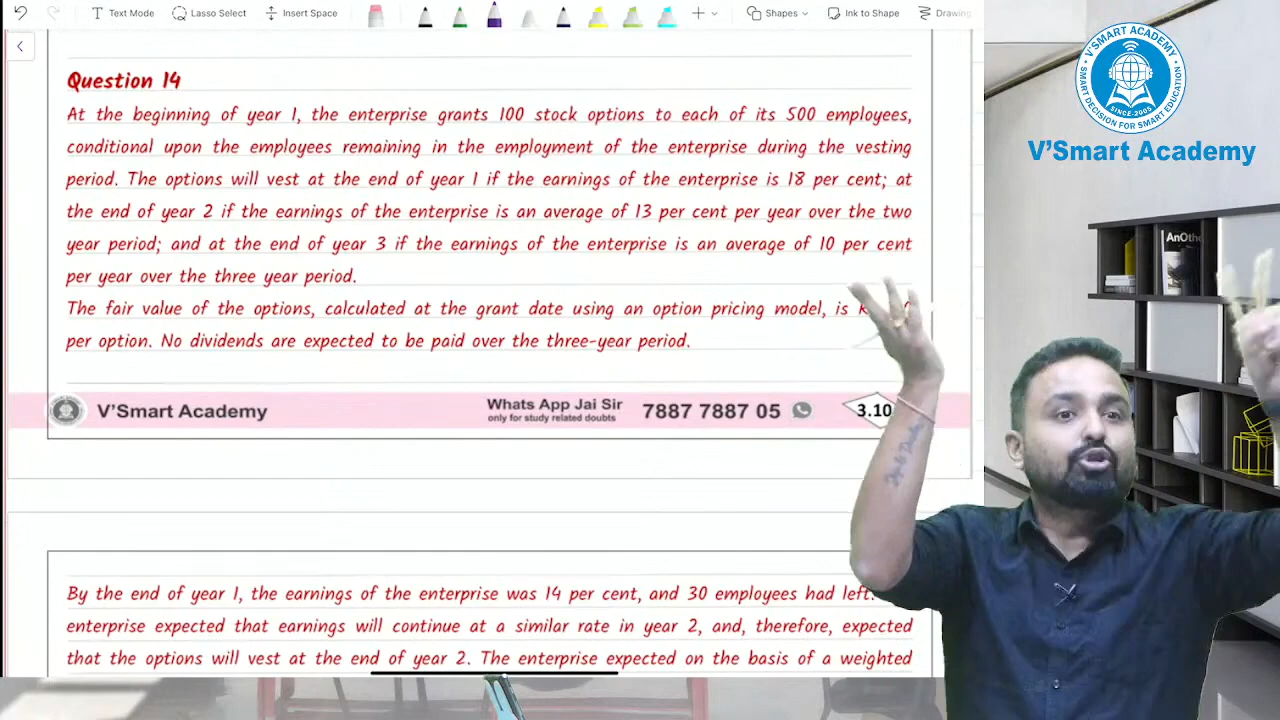 Text Mode
Lasso Select
Insert Space
Shapes
Ink to Shape
Drawing
Question 14
At the beginning of year 1, the enterprise grants 100 stock options to each of its 500 employees,
conditional upon the employees remaining in the employment of the enterprise during the vesting
period. The options will vest at the end of year 1 if the earnings of the enterprise is 18 per cent; at
the end of year 2 if the earnings of the enterprise is an average of 13 per cent per year over the two
year period; and at the end of year 3 if the earnings of the enterprise is an average of 10 per cent
per year over the three year period.
The fair value of the options, calculated at the grant date using an option pricing model, is
per option. No dividends are expected to be paid over the three-year period.
V'Smart Academy
Whats App Jai Sir
only for study related doubts
7887 7887 05
3.10
By the end of year 1, the earnings of the enterprise was 14 per cent, and 30 employees had left.
enterprise expected that earnings will continue at a similar rate in year 2, and, therefore, expected
that the options will vest at the end of year 2. The enterprise expected on the basis of a weighted
V'SMART ACADEMY
SMART DECISION FOR SMART EDUCATION
SINCE-2005
V'Smart Academy
AnOthe